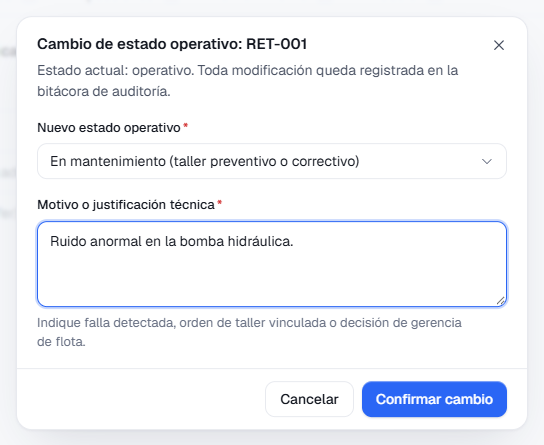 Cambio de estado operativo: RET-001
Estado actual: operativo. Toda modificación queda registrada en la
bitácora de auditoría.
Nuevo estado operativo *
En mantenimiento (taller preventivo o correctivo)
Motivo o justificación técnica *
Ruido anormal en la bomba hidráulica.
Indique falla detectada, orden de taller vinculada o decisión de gerencia
de flota.
Cancelar
Confirmar cambio